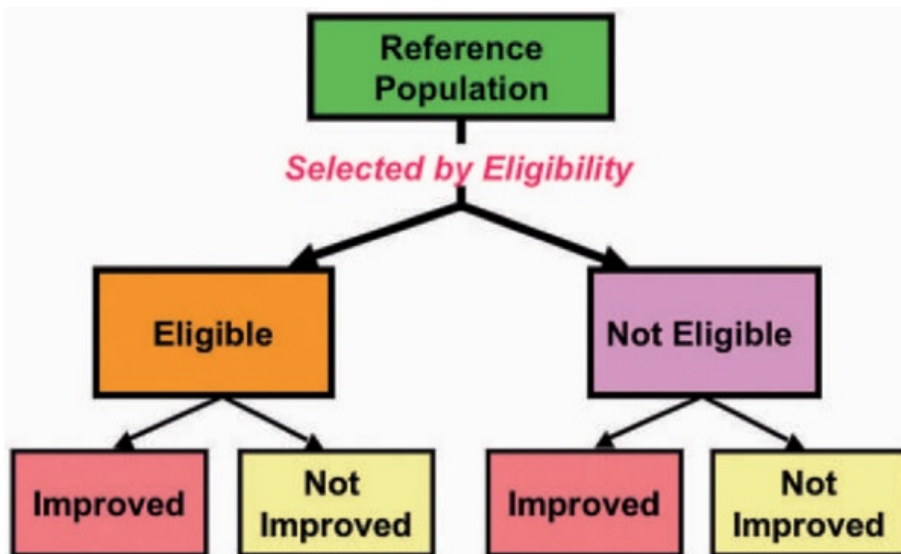 Reference
Population
Selected by Eligibility
Eligible
Not Eligible
Improved
Not
Improved
Improved
Not
Improved